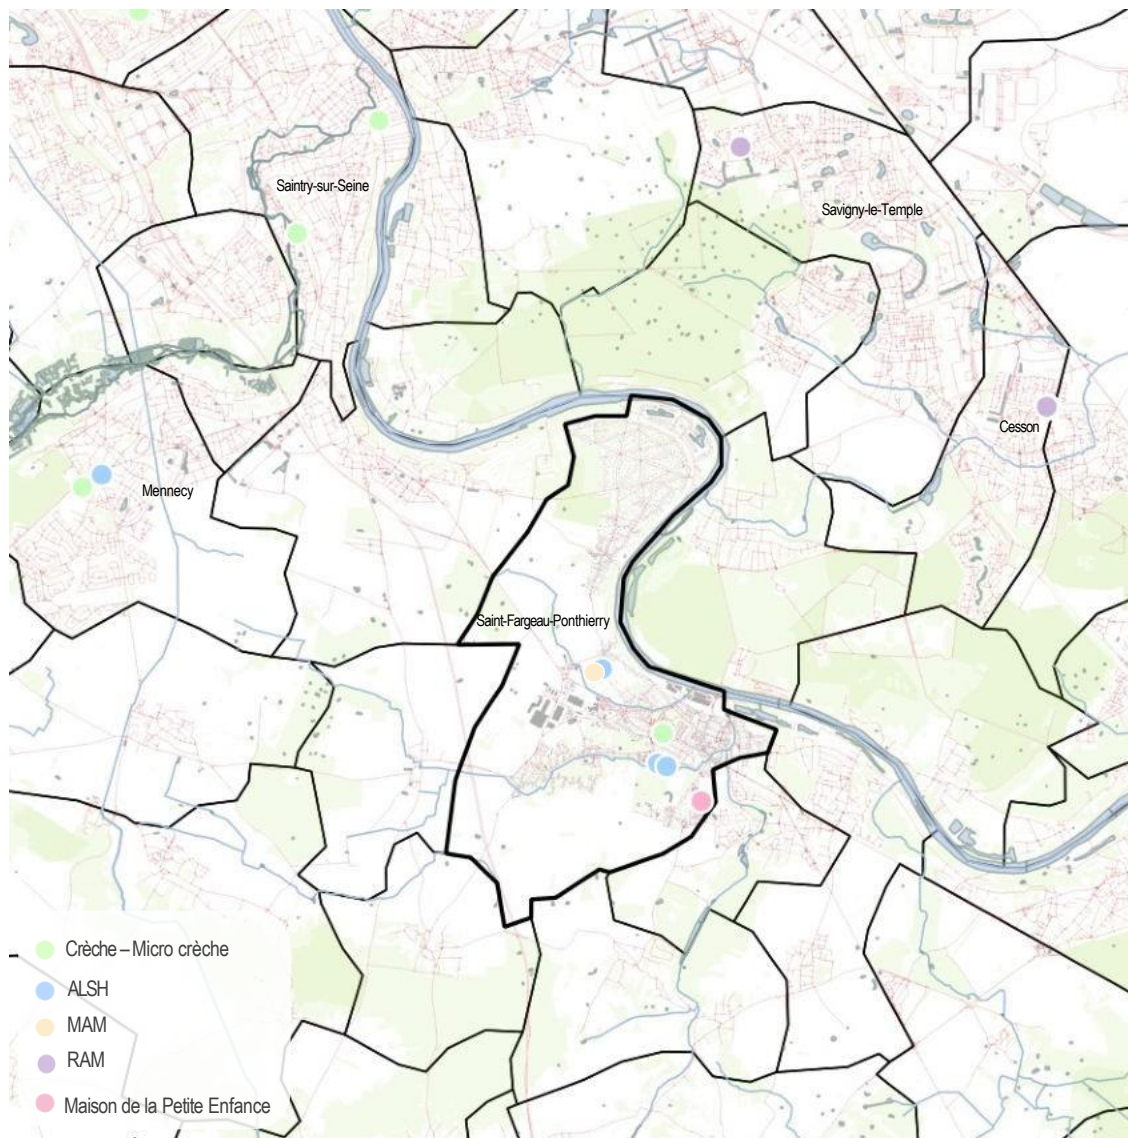 Saintry-sur-Seine
Savigny-le-Temple
Cesson
Mennecy
Saint-Fargeau-Ponthierry
Crèche – Micro crèche
ALSH
MAM
RAM
Maison de la Petite Enfance